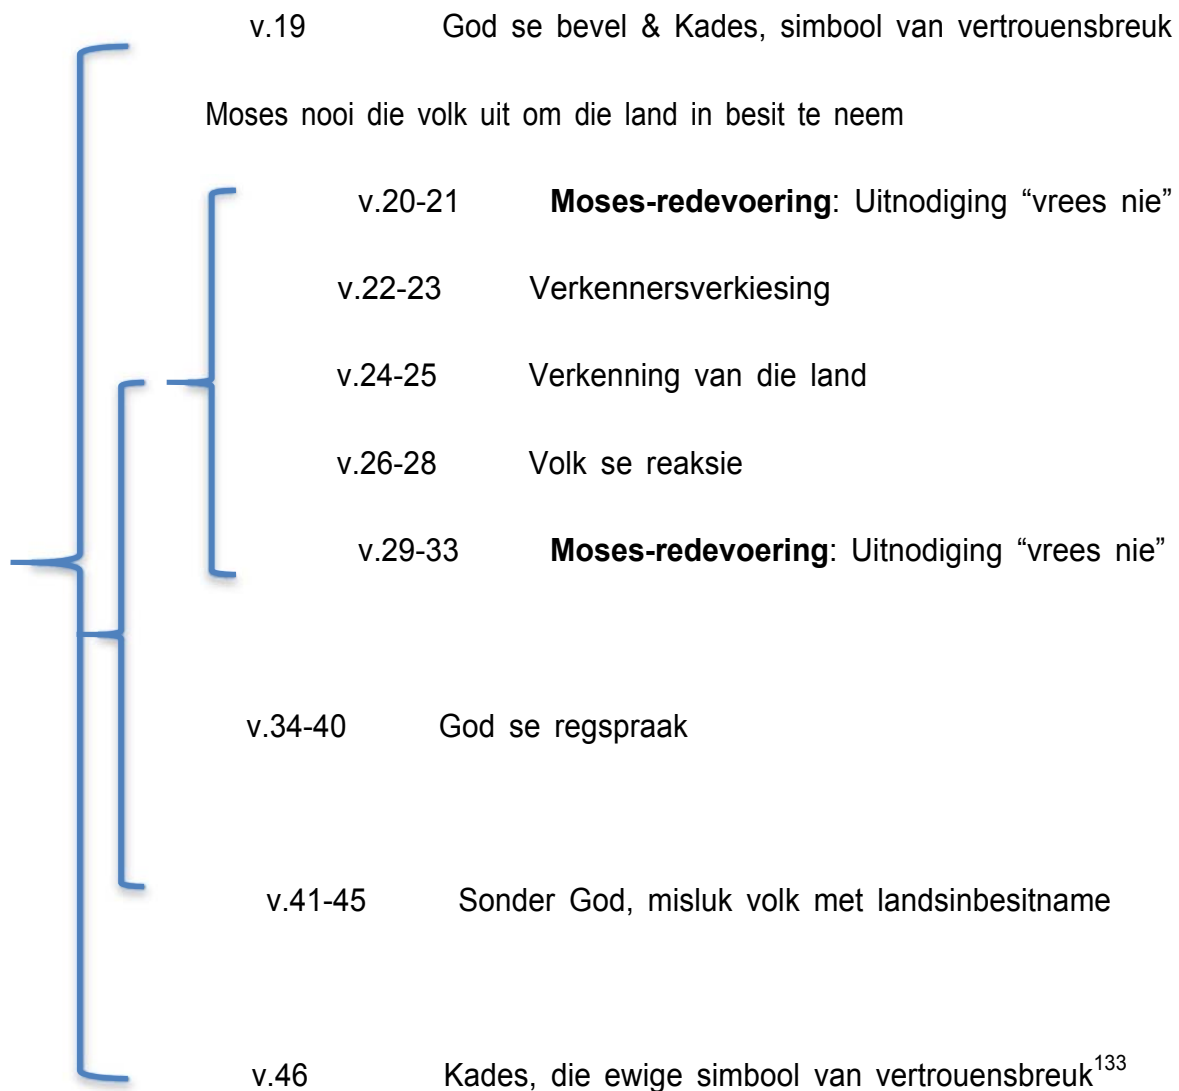 v.19 God se bevel & Kades, simbool van vertrouensbreuk
Moses nooi die volk uit om die land in besit te neem
v.20-21 Moses-redevoering: Uitnodiging “vrees nie”
v.22-23 Verkennersverkiesing
v.24-25 Verkenning van die land
v.26-28 Volk se reaksie
v.29-33 Moses-redevoering: Uitnodiging “vrees nie”
v.34-40 God se regspraak
v.41-45 Sonder God, misluk volk met landsinbesitname
v.46 Kades, die ewige simbool van vertrouensbreuk133